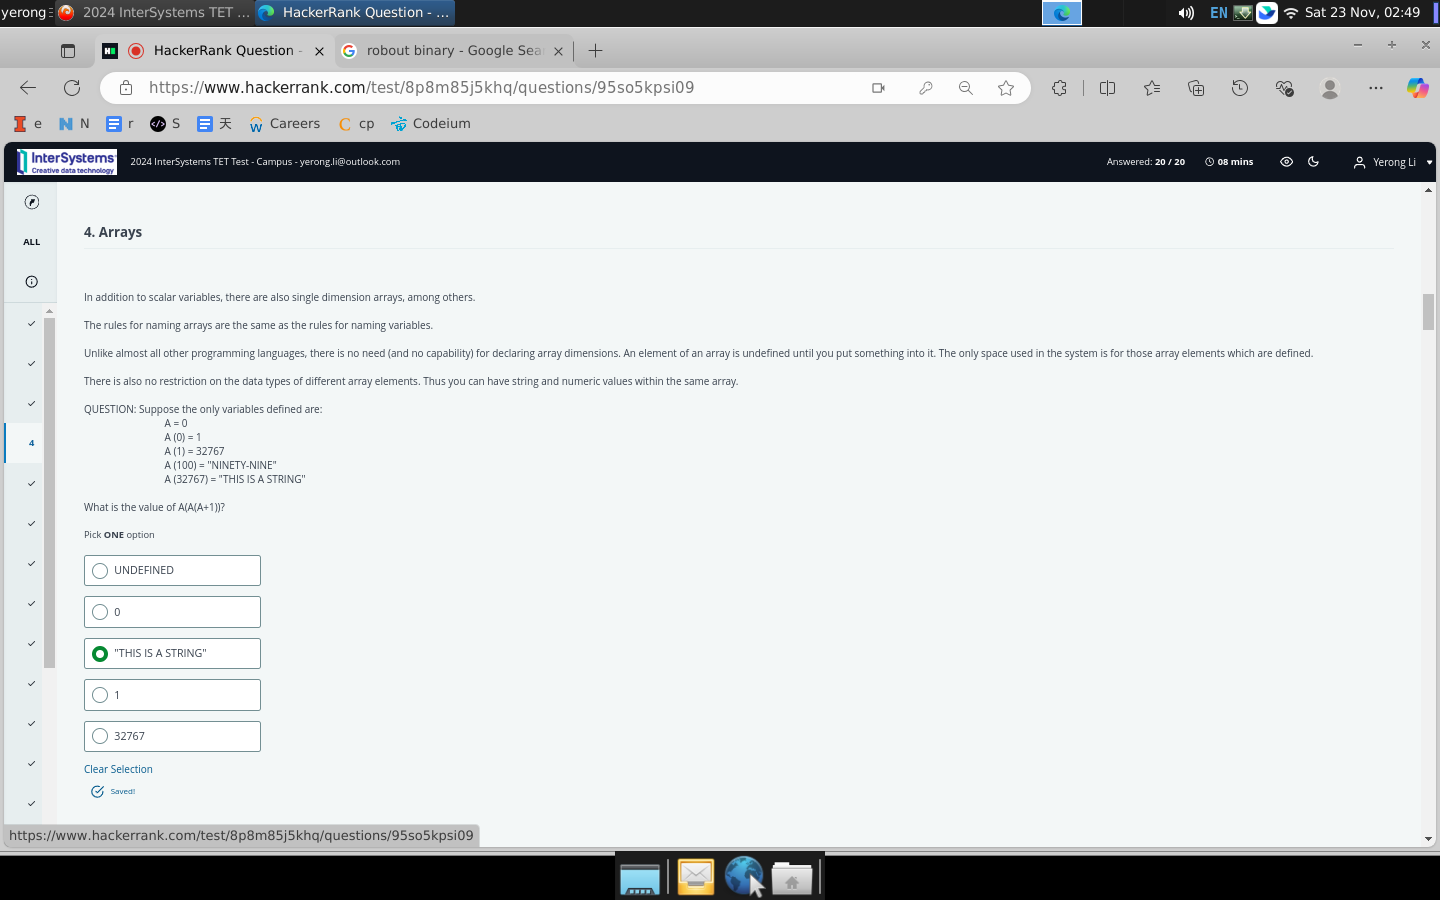 yerong
2024 InterSystems TET ...
HackerRank Question - ...
EN
Sat 23 Nov, 02:49
HackerRank Question -
robout binary - Google Sea
https://www.hackerrank.com/test/8p8m85j5khq/questions/95so5kpsi09
e
N
r
S
天
Careers
cp
Codeium
InterSystems
Creative data technology
2024 InterSystems TET Test - Campus - yerong.li@outlook.com
Answered: 20 / 20
08 mins
Yerong Li
ALL
4
4. Arrays
In addition to scalar variables, there are also single dimension arrays, among others.
The rules for naming arrays are the same as the rules for naming variables.
Unlike almost all other programming languages, there is no need (and no capability) for declaring array dimensions. An element of an array is undefined until you put something into it. The only space used in the system is for those array elements which are defined.
There is also no restriction on the data types of different array elements. Thus you can have string and numeric values within the same array.
QUESTION: Suppose the only variables defined are:
A = 0
A (0) = 1
A (1) = 32767
A (100) = "NINETY-NINE"
A (32767) = "THIS IS A STRING"
What is the value of A(A(A+1))?
Pick ONE option
UNDEFINED
0
"THIS IS A STRING"
1
32767
Clear Selection
Saved!
https://www.hackerrank.com/test/8p8m85j5khq/questions/95so5kpsi09